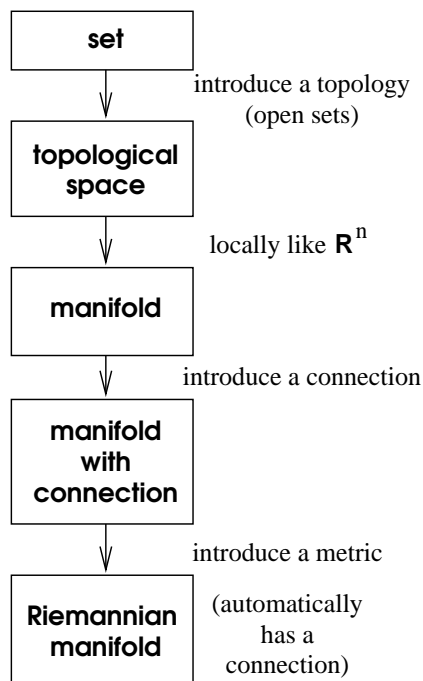 set
introduce a topology
(open sets)
topological
space
locally like Rⁿ
manifold
introduce a connection
manifold
with
connection
introduce a metric
Riemannian
manifold
(automatically
has a
connection)